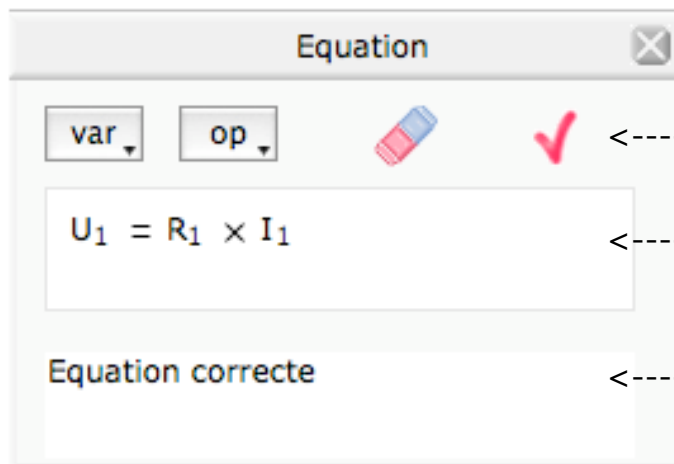 Equation
var op <----
U₁ = R₁ × I₁ <----
Equation correcte <----